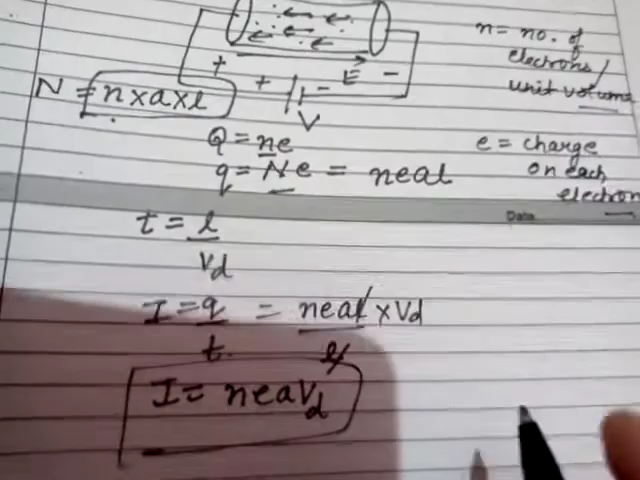 n = no. of
electrons /
unit volume
+ E -
+ -
V
N = n x a x l
Q = ne
q = Ne = neal
e = charge
on each
electron
Date
t = l
Vd
I = q = neal x Vd
t l
I = neaVd